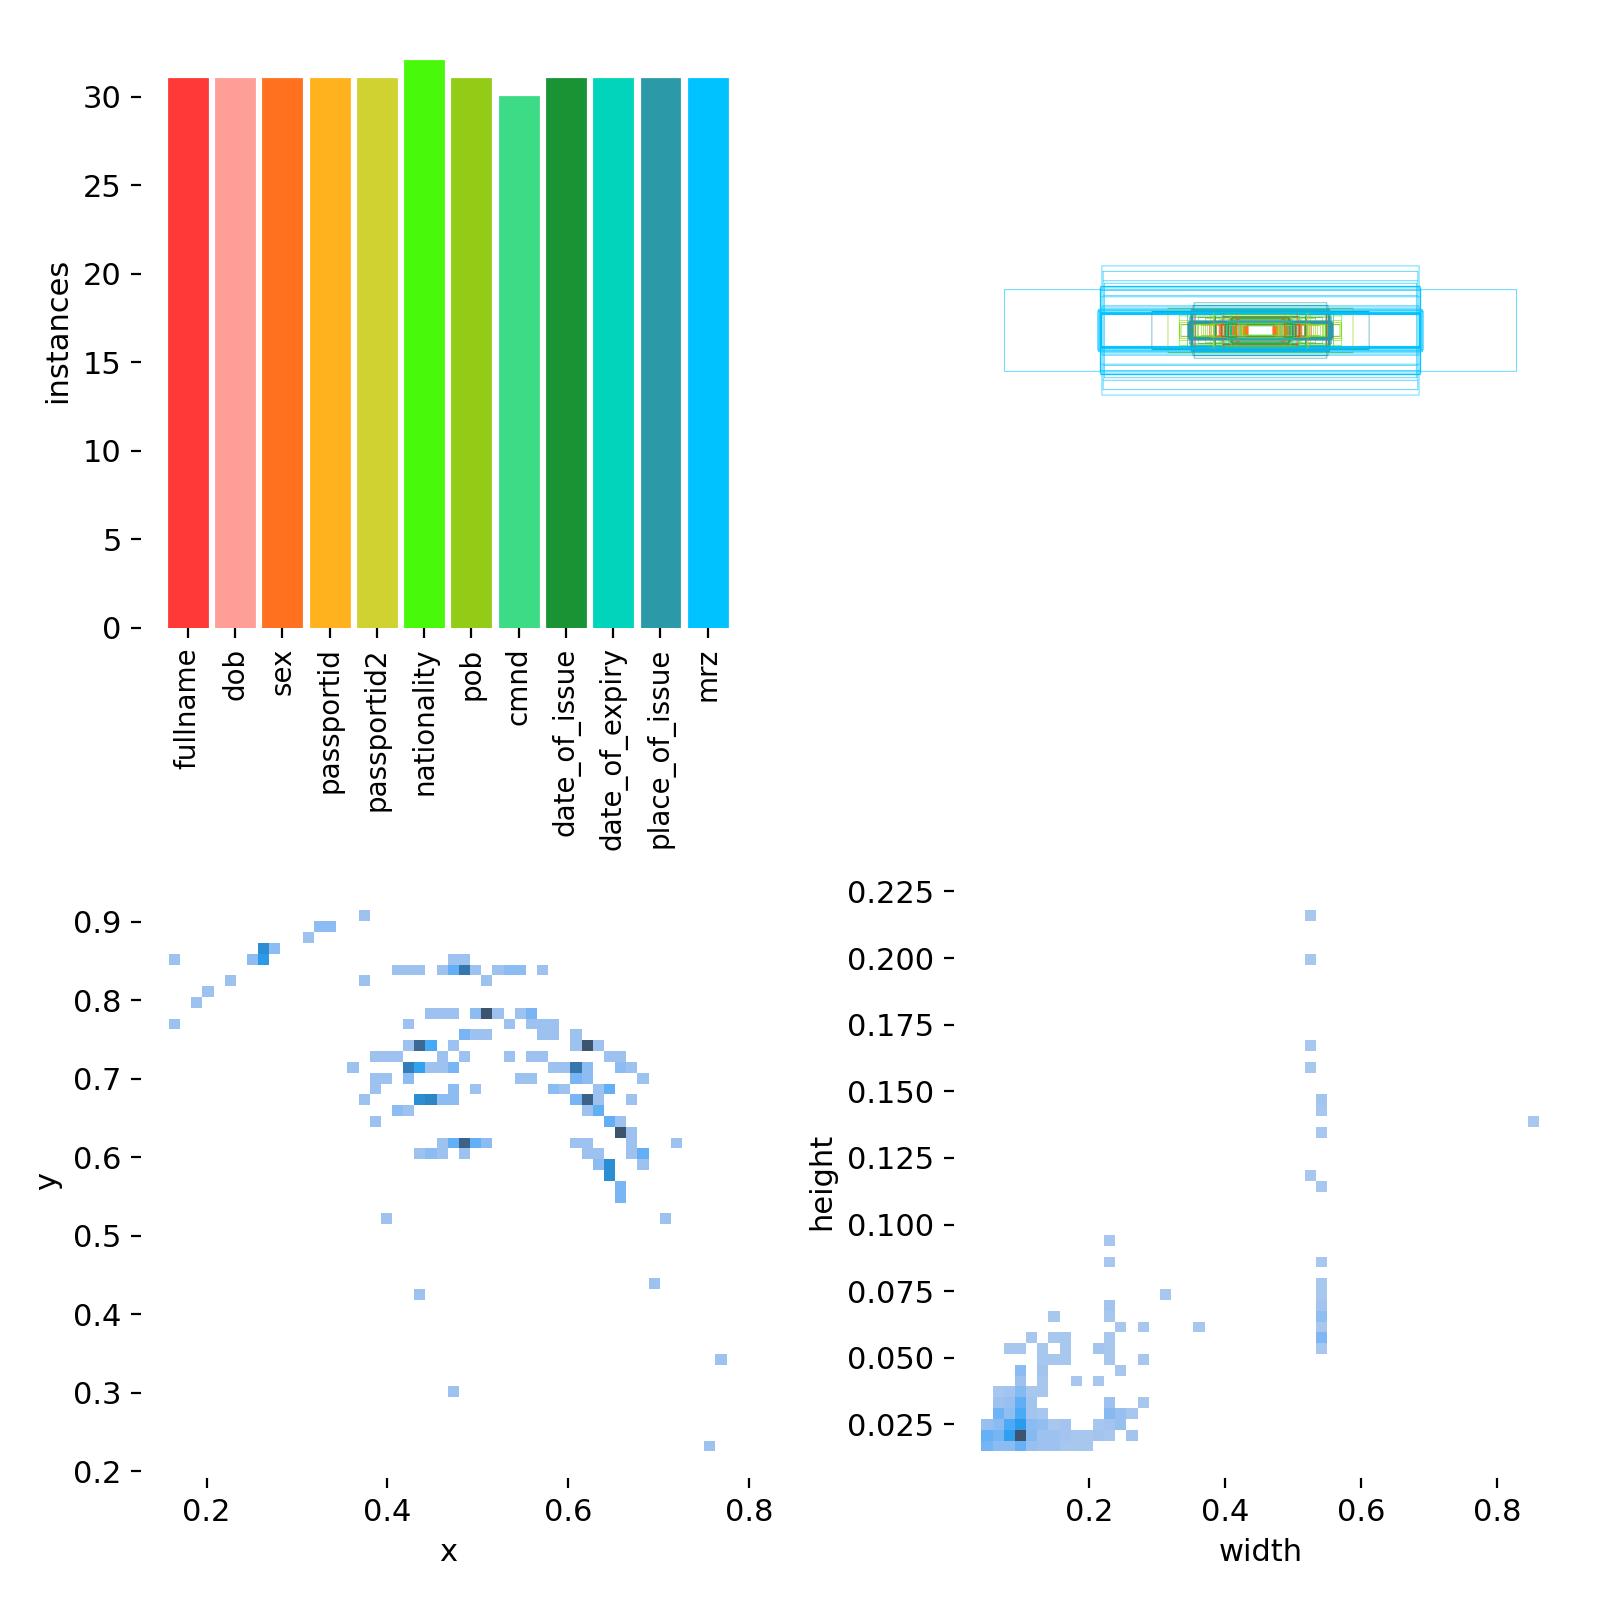 30
25
20
15
10
5
0
instances
fullname
dob
sex
passportid
passportid2
nationality
pob
cmnd
date_of_issue
date_of_expiry
place_of_issue
mrz
0.9
0.8
0.7
0.6
0.5
0.4
0.3
0.2
y
0.2 0.4 0.6 0.8
x
0.225
0.200
0.175
0.150
0.125
0.100
0.075
0.050
0.025
height
0.2 0.4 0.6 0.8
width